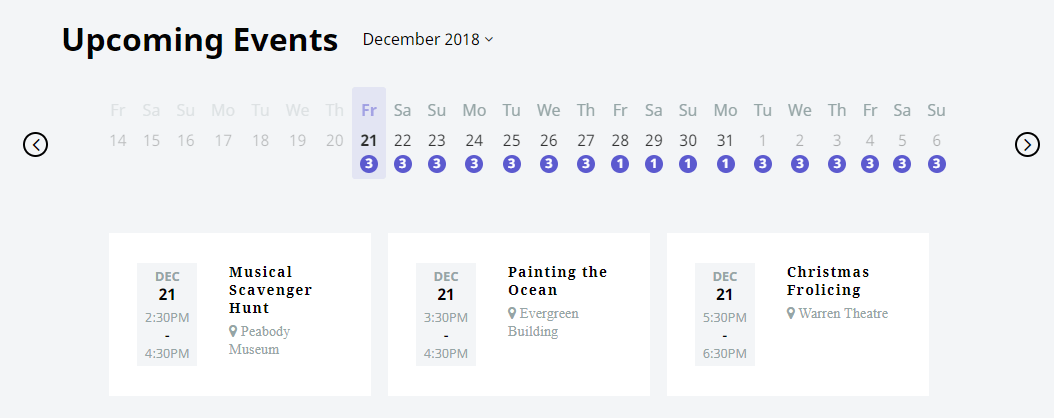 Upcoming Events December 2018
Fr Sa Su Mo Tu We Th Fr Sa Su Mo Tu We Th Fr Sa Su Mo Tu We Th Fr Sa Su
14 15 16 17 18 19 20 21 22 23 24 25 26 27 28 29 30 31 1 2 3 4 5 6
3 3 3 3 3 3 3 1 1 1 1 3 3 3 3 3 3
DEC
21
2:30PM
-
4:30PM
Musical
Scavenger
Hunt
Peabody
Museum
DEC
21
3:30PM
-
4:30PM
Painting the
Ocean
Evergreen
Building
DEC
21
5:30PM
-
6:30PM
Christmas
Frolicing
Warren Theatre